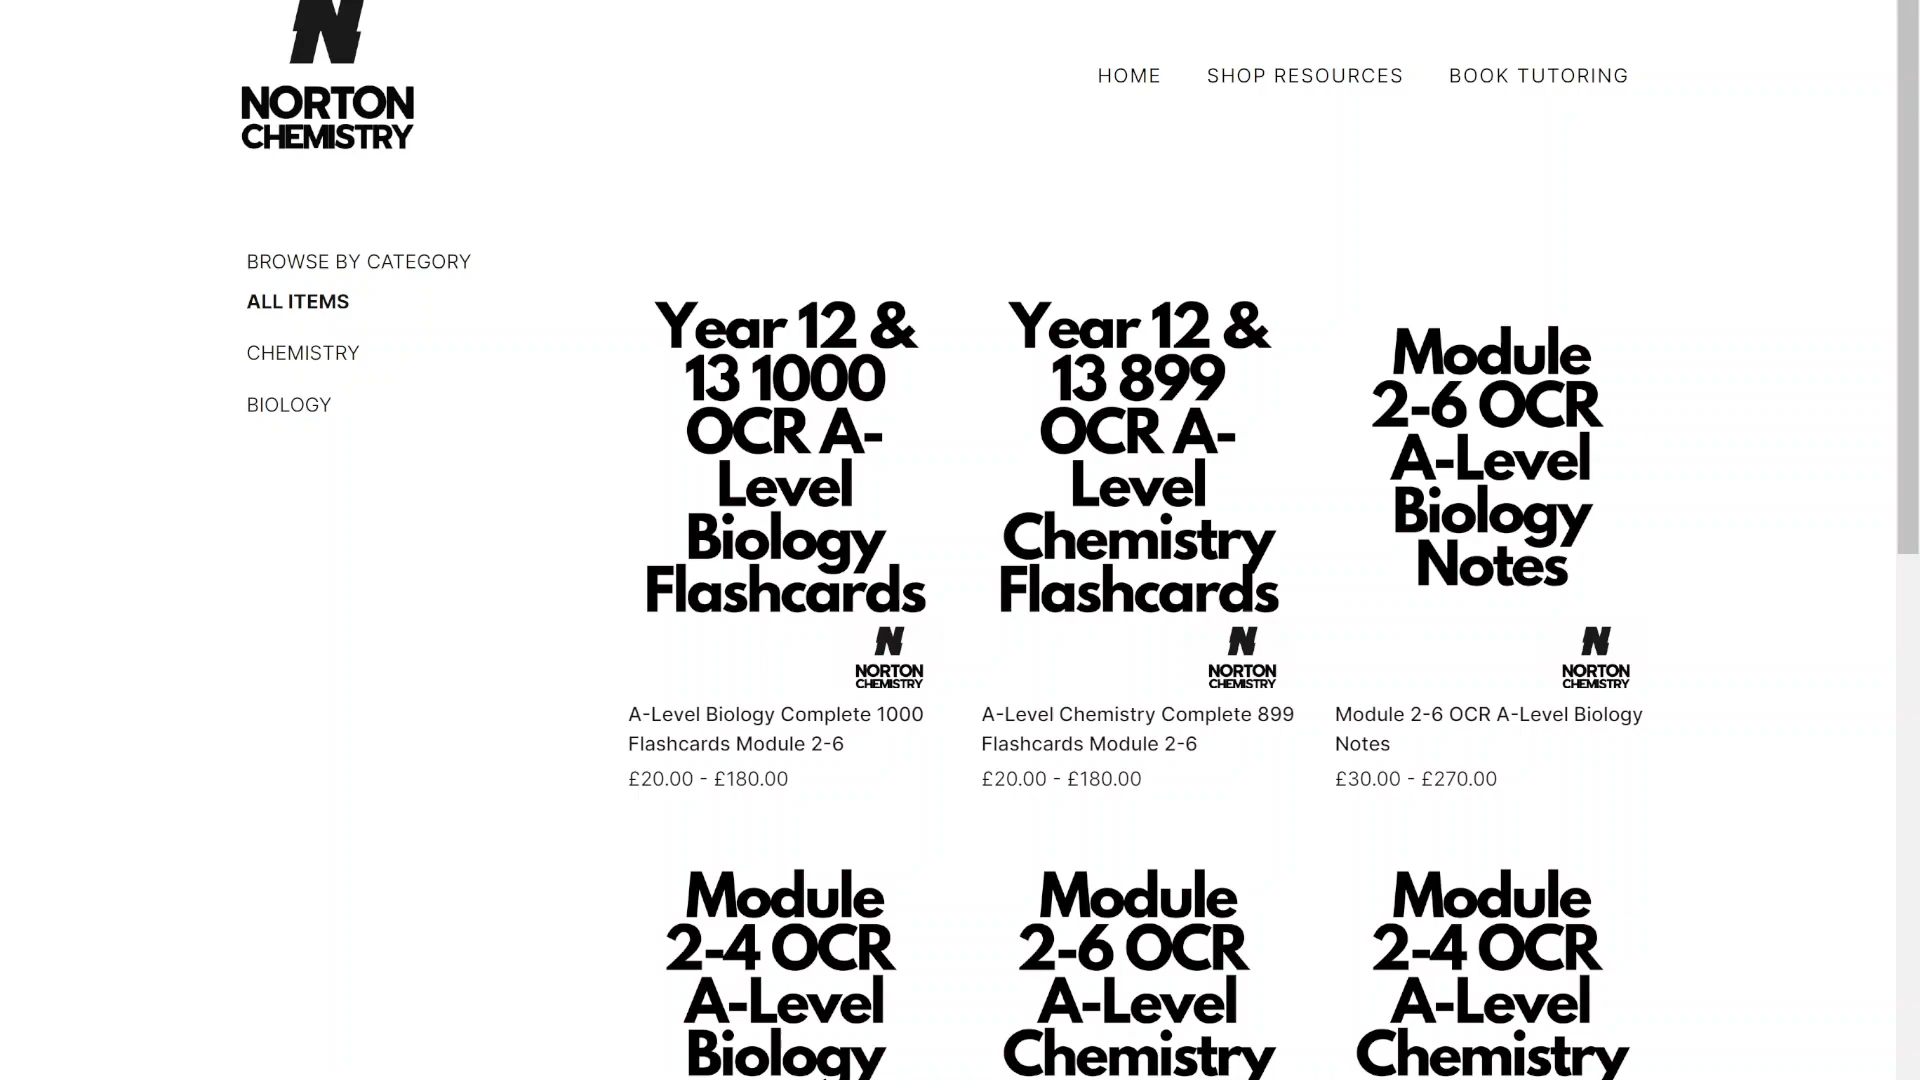 N
NORTON
CHEMISTRY
HOME
SHOP RESOURCES
BOOK TUTORING
BROWSE BY CATEGORY
ALL ITEMS
CHEMISTRY
BIOLOGY
Year 12 &
13 1000
OCR A-
Level
Biology
Flashcards
N
NORTON
CHEMISTRY
A-Level Biology Complete 1000
Flashcards Module 2-6
£20.00 - £180.00
Year 12 &
13 899
OCR A-
Level
Chemistry
Flashcards
N
NORTON
CHEMISTRY
A-Level Chemistry Complete 899
Flashcards Module 2-6
£20.00 - £180.00
Module
2-6 OCR
A-Level
Biology
Notes
N
NORTON
CHEMISTRY
Module 2-6 OCR A-Level Biology
Notes
£30.00 - £270.00
Module
2-4 OCR
A-Level
Biology
Module
2-6 OCR
A-Level
Chemistry
Module
2-4 OCR
A-Level
Chemistry